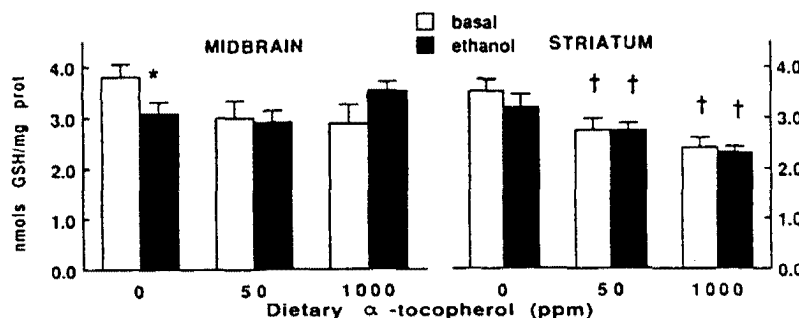 basal
MIDBRAIN ethanol STRIATUM
4.0 * † † † † 4.0
3.0 3.0
2.0 2.0
1.0 1.0
0.0 0.0
nmols GSH/mg prot
0 50 1000 0 50 1000
Dietary α -tocopherol (ppm)